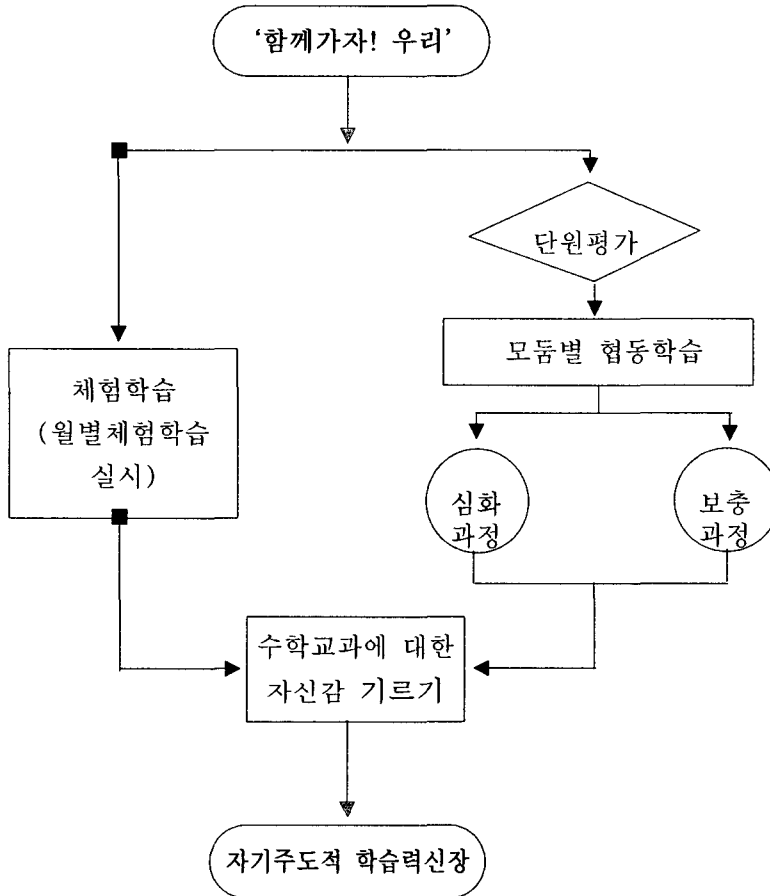 ‘함께가자! 우리’
단원평가
모둠별 협동학습
체험학습
(월별체험학습
실시)
심화
과정
보충
과정
수학교과에 대한
자신감 기르기
자기주도적 학습력신장